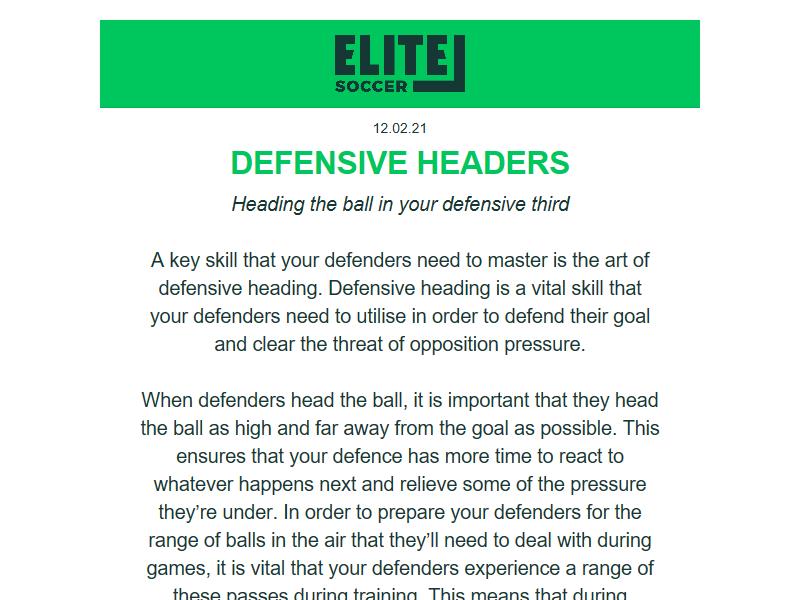 ELITE
SOCCER
12.02.21
DEFENSIVE HEADERS
Heading the ball in your defensive third
A key skill that your defenders need to master is the art of
defensive heading. Defensive heading is a vital skill that
your defenders need to utilise in order to defend their goal
and clear the threat of opposition pressure.
When defenders head the ball, it is important that they head
the ball as high and far away from the goal as possible. This
ensures that your defence has more time to react to
whatever happens next and relieve some of the pressure
they’re under. In order to prepare your defenders for the
range of balls in the air that they’ll need to deal with during
games, it is vital that your defenders experience a range of
these passes during training. This means that during